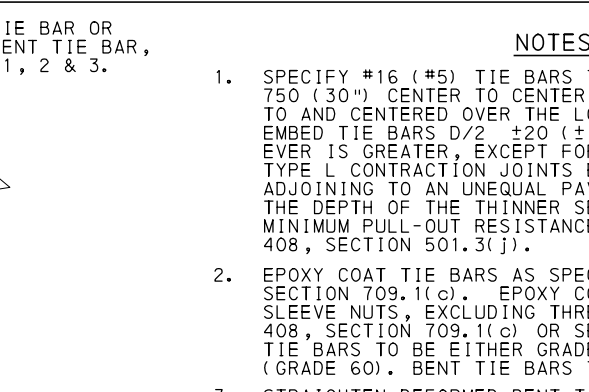 IE BAR OR
ENT TIE BAR,
1, 2 & 3.
NOTES
1. SPECIFY #16 (#5) TIE BARS
750 (30") CENTER TO CENTER
TO AND CENTERED OVER THE
EMBED TIE BARS D/2 ±20 (±
EVER IS GREATER, EXCEPT FO
TYPE L CONTRACTION JOINTS
ADJOINING TO AN UNEQUAL PA
THE DEPTH OF THE THINNER S
MINIMUM PULL-OUT RESISTANC
408, SECTION 501.3(j).
2. EPOXY COAT TIE BARS AS SPE
SECTION 709.1(c). EPOXY C
SLEEVE NUTS, EXCLUDING THR
408, SECTION 709.1(c) OR S
TIE BARS TO BE EITHER GRAD
(GRADE 60). BENT TIE BARS
STRAIGHTEN DEFORMED BENT